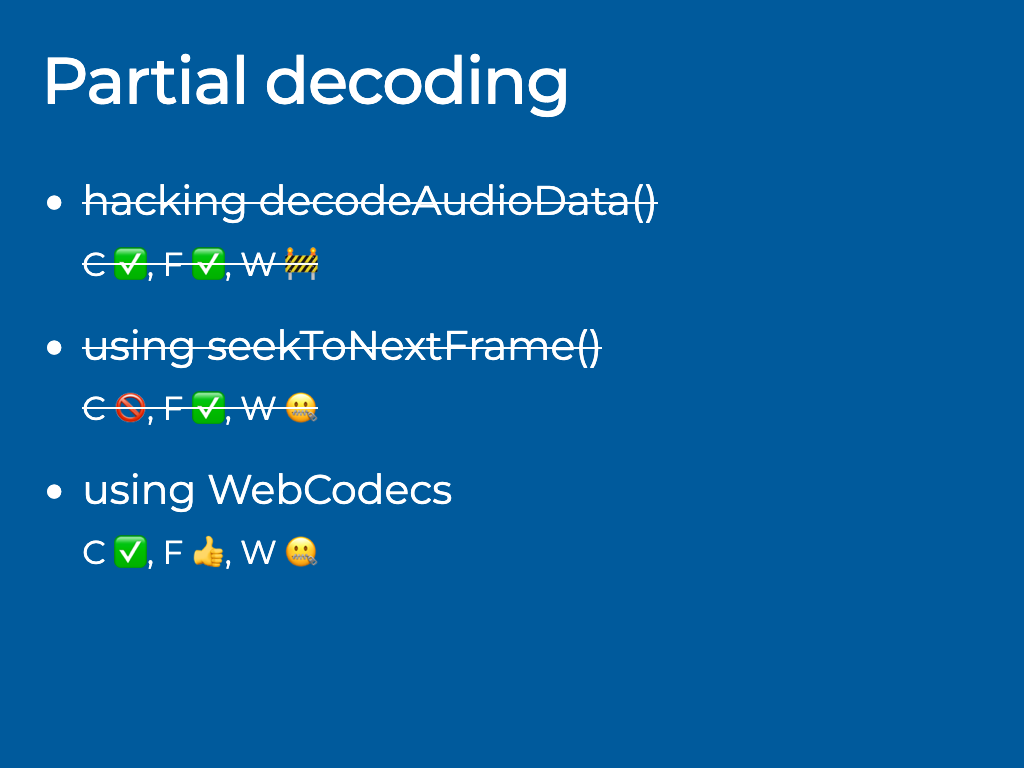 Partial decoding
• hacking decodeAudioData()
C ✅, F ✅, W 🚧
• using seekToNextFrame()
C 🚫, F ✅, W 🤐
• using WebCodecs
C ✅, F 👍, W 🤐